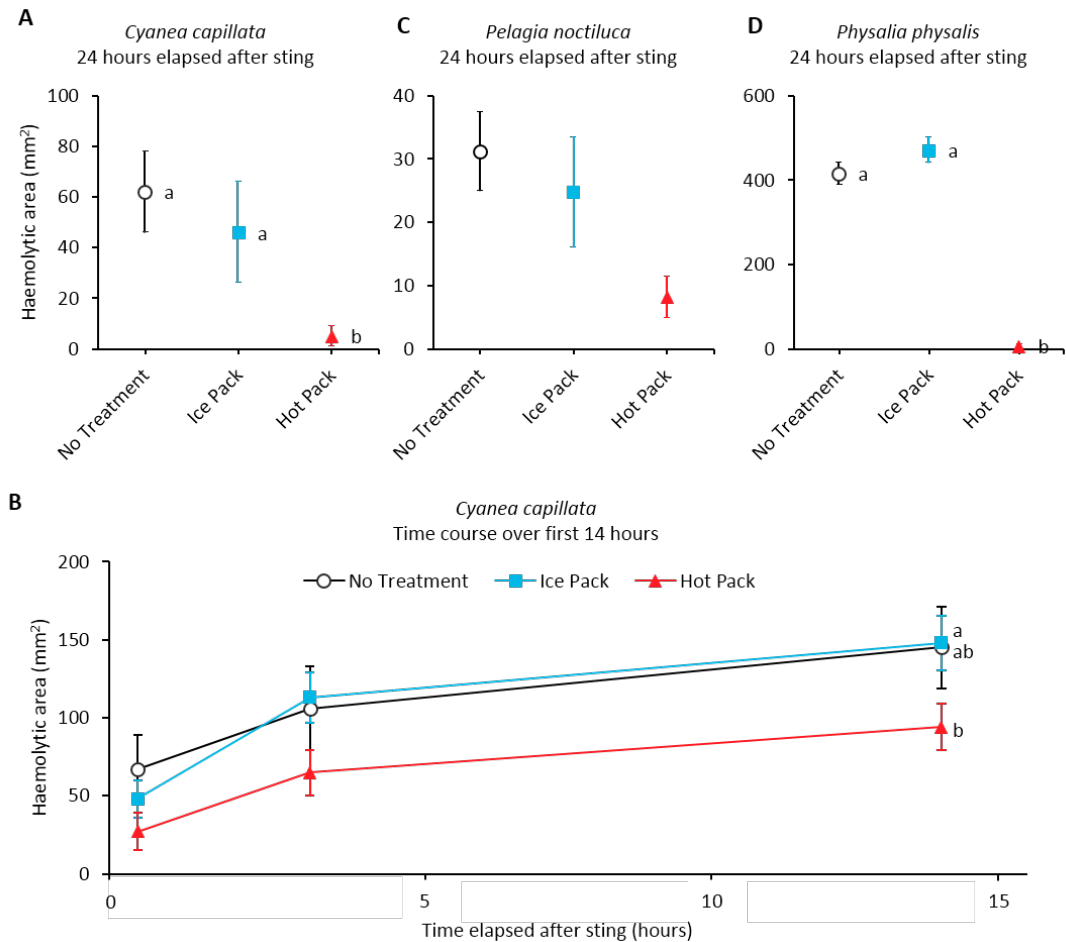 A
Cyanea capillata
24 hours elapsed after sting
100
80
60
40
20
0
Haemolytic area (mm²)
a
a
b
No Treatment
Ice Pack
Hot Pack
C
Pelagia noctiluca
24 hours elapsed after sting
40
30
20
10
0
No Treatment
Ice Pack
Hot Pack
D
Physalia physalis
24 hours elapsed after sting
600
400
200
0
a
a
b
No Treatment
Ice Pack
Hot Pack
B
Cyanea capillata
Time course over first 14 hours
No Treatment
Ice Pack
Hot Pack
200
150
100
50
0
Haemolytic area (mm²)
a
ab
b
0
5
10
15
Time elapsed after sting (hours)